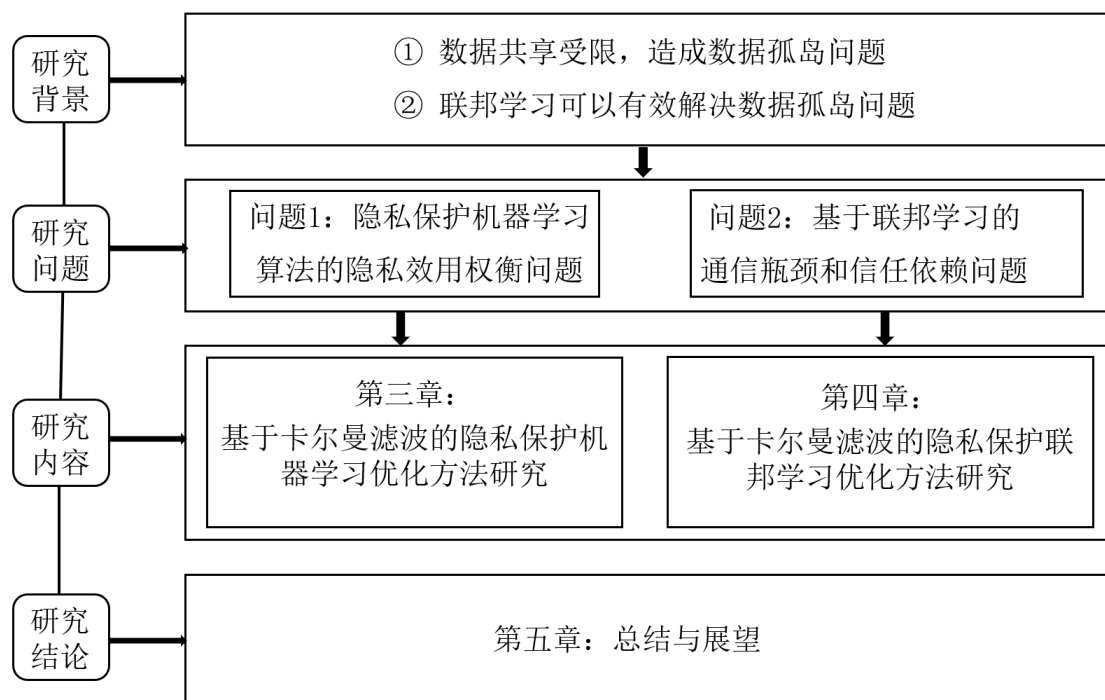 研究
背景
① 数据共享受限，造成数据孤岛问题
② 联邦学习可以有效解决数据孤岛问题
研究
问题
问题1：隐私保护机器学习
算法的隐私效用权衡问题
问题2：基于联邦学习的
通信瓶颈和信任依赖问题
研究
内容
第三章：
基于卡尔曼滤波的隐私保护机
器学习优化方法研究
第四章：
基于卡尔曼滤波的隐私保护联
邦学习优化方法研究
研究
结论
第五章：总结与展望